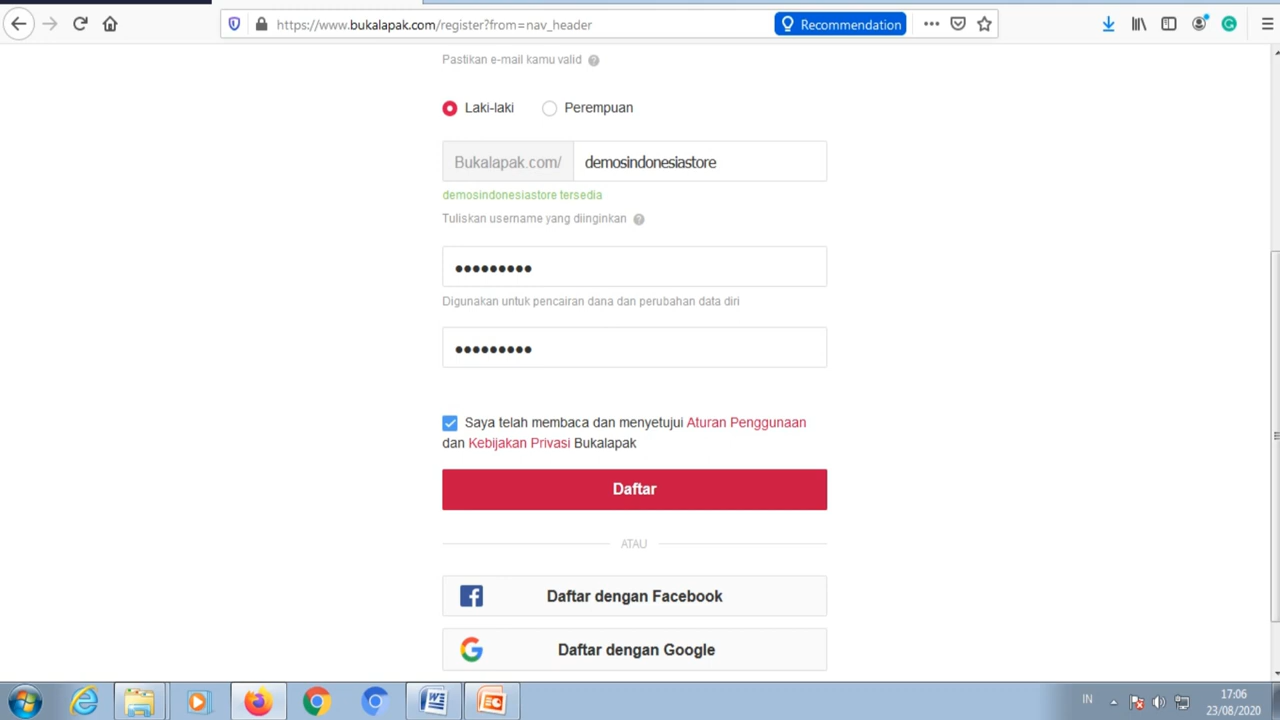 https://www.bukalapak.com/register?from=nav_header
Recommendation
Pastikan e-mail kamu valid ?
Laki-laki
Perempuan
Bukalapak.com/
demosindonesiastore
demosindonesiastore tersedia
Tuliskan username yang diinginkan ?
●●●●●●●●●
Digunakan untuk pencairan dana dan perubahan data diri
●●●●●●●●●
Saya telah membaca dan menyetujui Aturan Penggunaan
dan Kebijakan Privasi Bukalapak
Daftar
ATAU
Daftar dengan Facebook
Daftar dengan Google
IN
17:06
23/08/2020